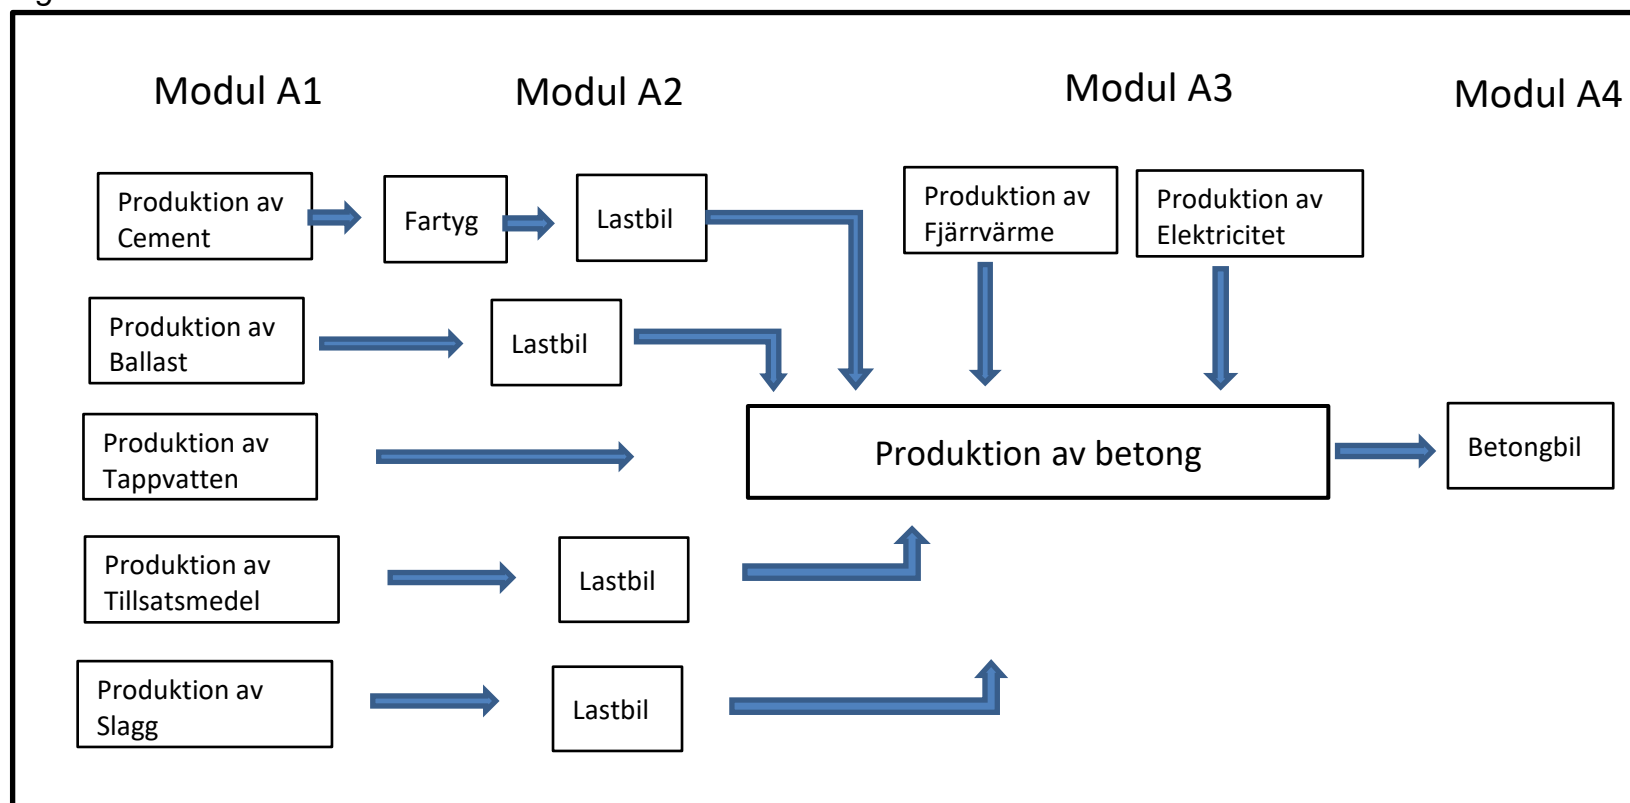 Modul A1
Modul A2
Modul A3
Modul A4
Produktion av
Cement
Fartyg
Lastbil
Produktion av
Fjärrvärme
Produktion av
Elektricitet
Produktion av
Ballast
Lastbil
Produktion av
Tappvatten
Produktion av betong
Betongbil
Produktion av
Tillsatsmedel
Lastbil
Produktion av
Slagg
Lastbil